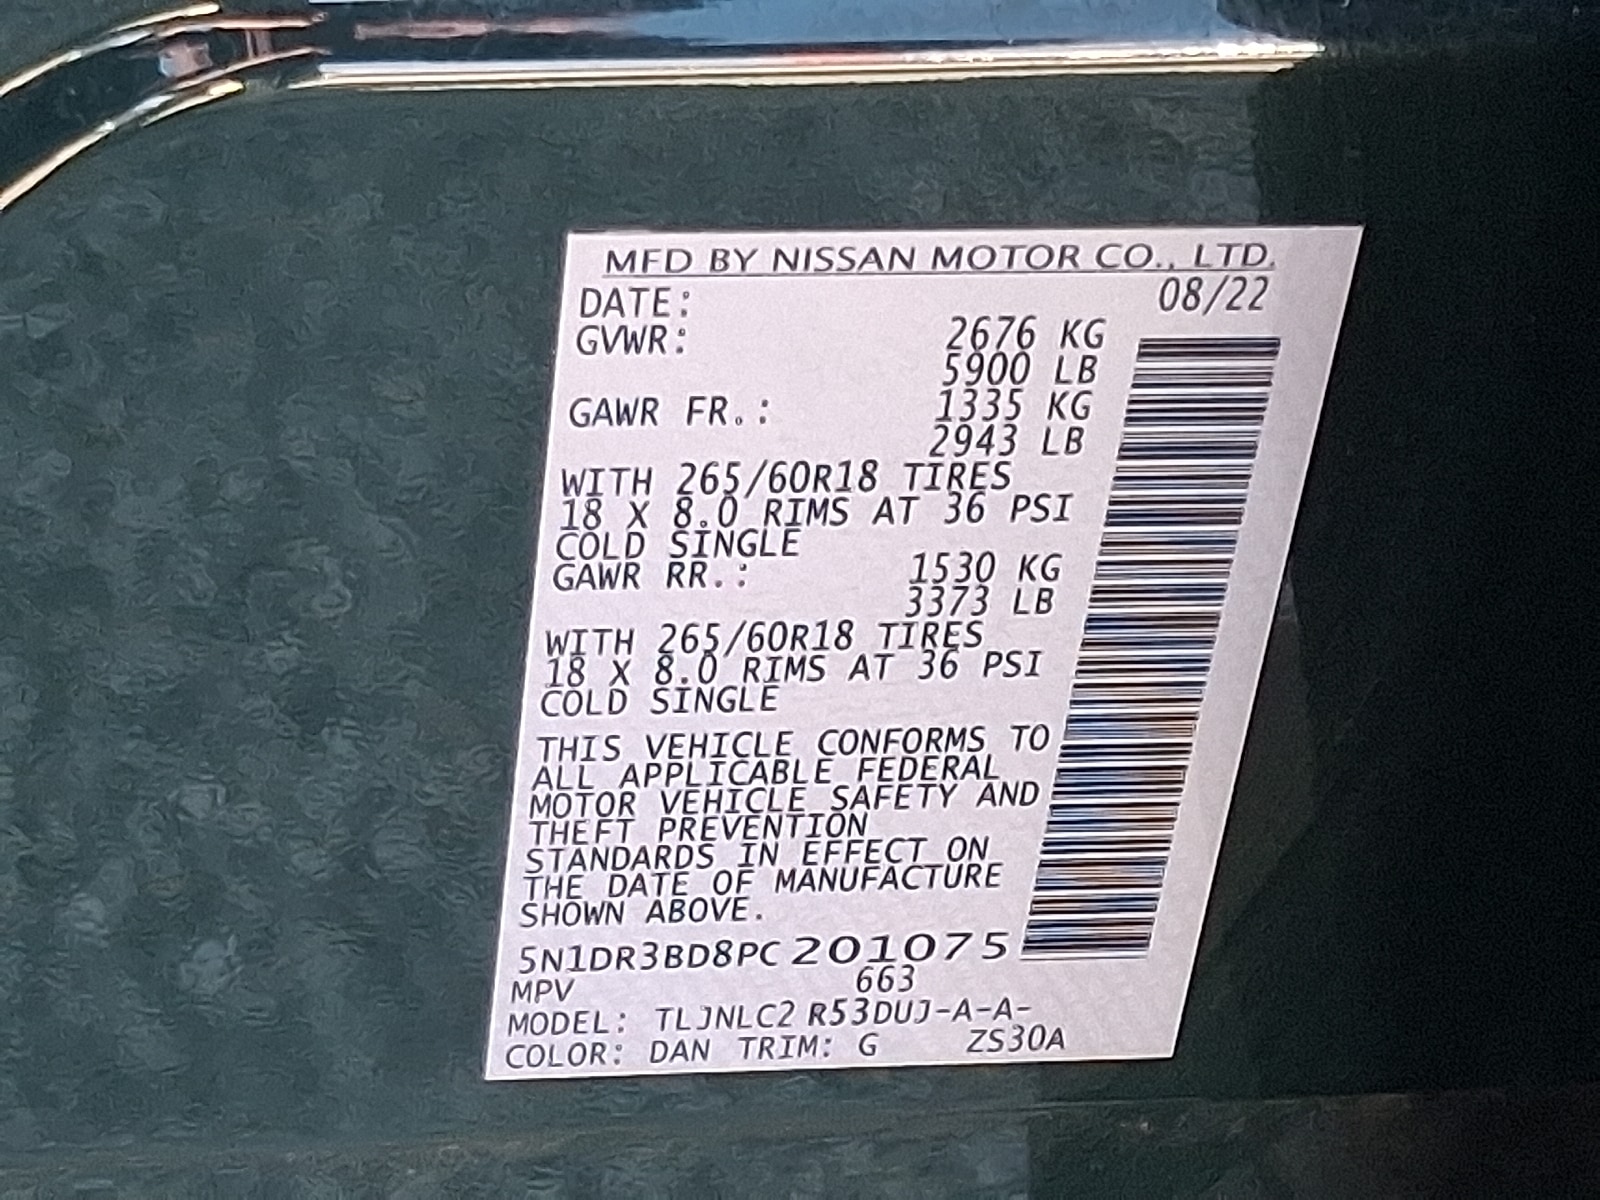 MFD BY NISSAN MOTOR CO., LTD.
DATE: 08/22
GVWR: 2676 KG
5900 LB
GAWR FR.: 1335 KG
2943 LB
WITH 265/60R18 TIRES
18 X 8.0 RIMS AT 36 PSI
COLD SINGLE
GAWR RR.: 1530 KG
3373 LB
WITH 265/60R18 TIRES
18 X 8.0 RIMS AT 36 PSI
COLD SINGLE
THIS VEHICLE CONFORMS TO
ALL APPLICABLE FEDERAL
MOTOR VEHICLE SAFETY AND
THEFT PREVENTION
STANDARDS IN EFFECT ON
THE DATE OF MANUFACTURE
SHOWN ABOVE.
5N1DR3BD8PC201075
MPV 663
MODEL: TLJNLC2 R53DUJ-A-A-
COLOR: DAN TRIM: G ZS30A